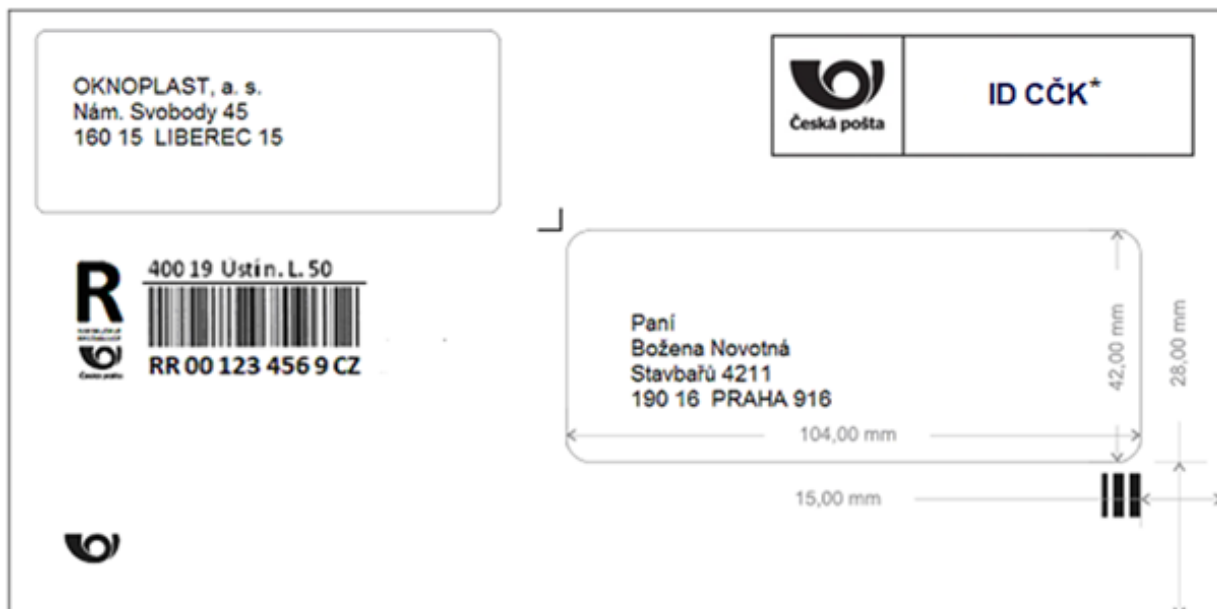 OKNOPLAST, a. s.
Nám. Svobody 45
160 15 LIBEREC 15
Česká pošta
ID CČK*
R
400 19 Ústí n. L. 50
Česká pošta
RR 00 123 456 9 CZ
Paní
Božena Novotná
Stavbařů 4211
190 16 PRAHA 916
104,00 mm
42,00 mm
28,00 mm
15,00 mm